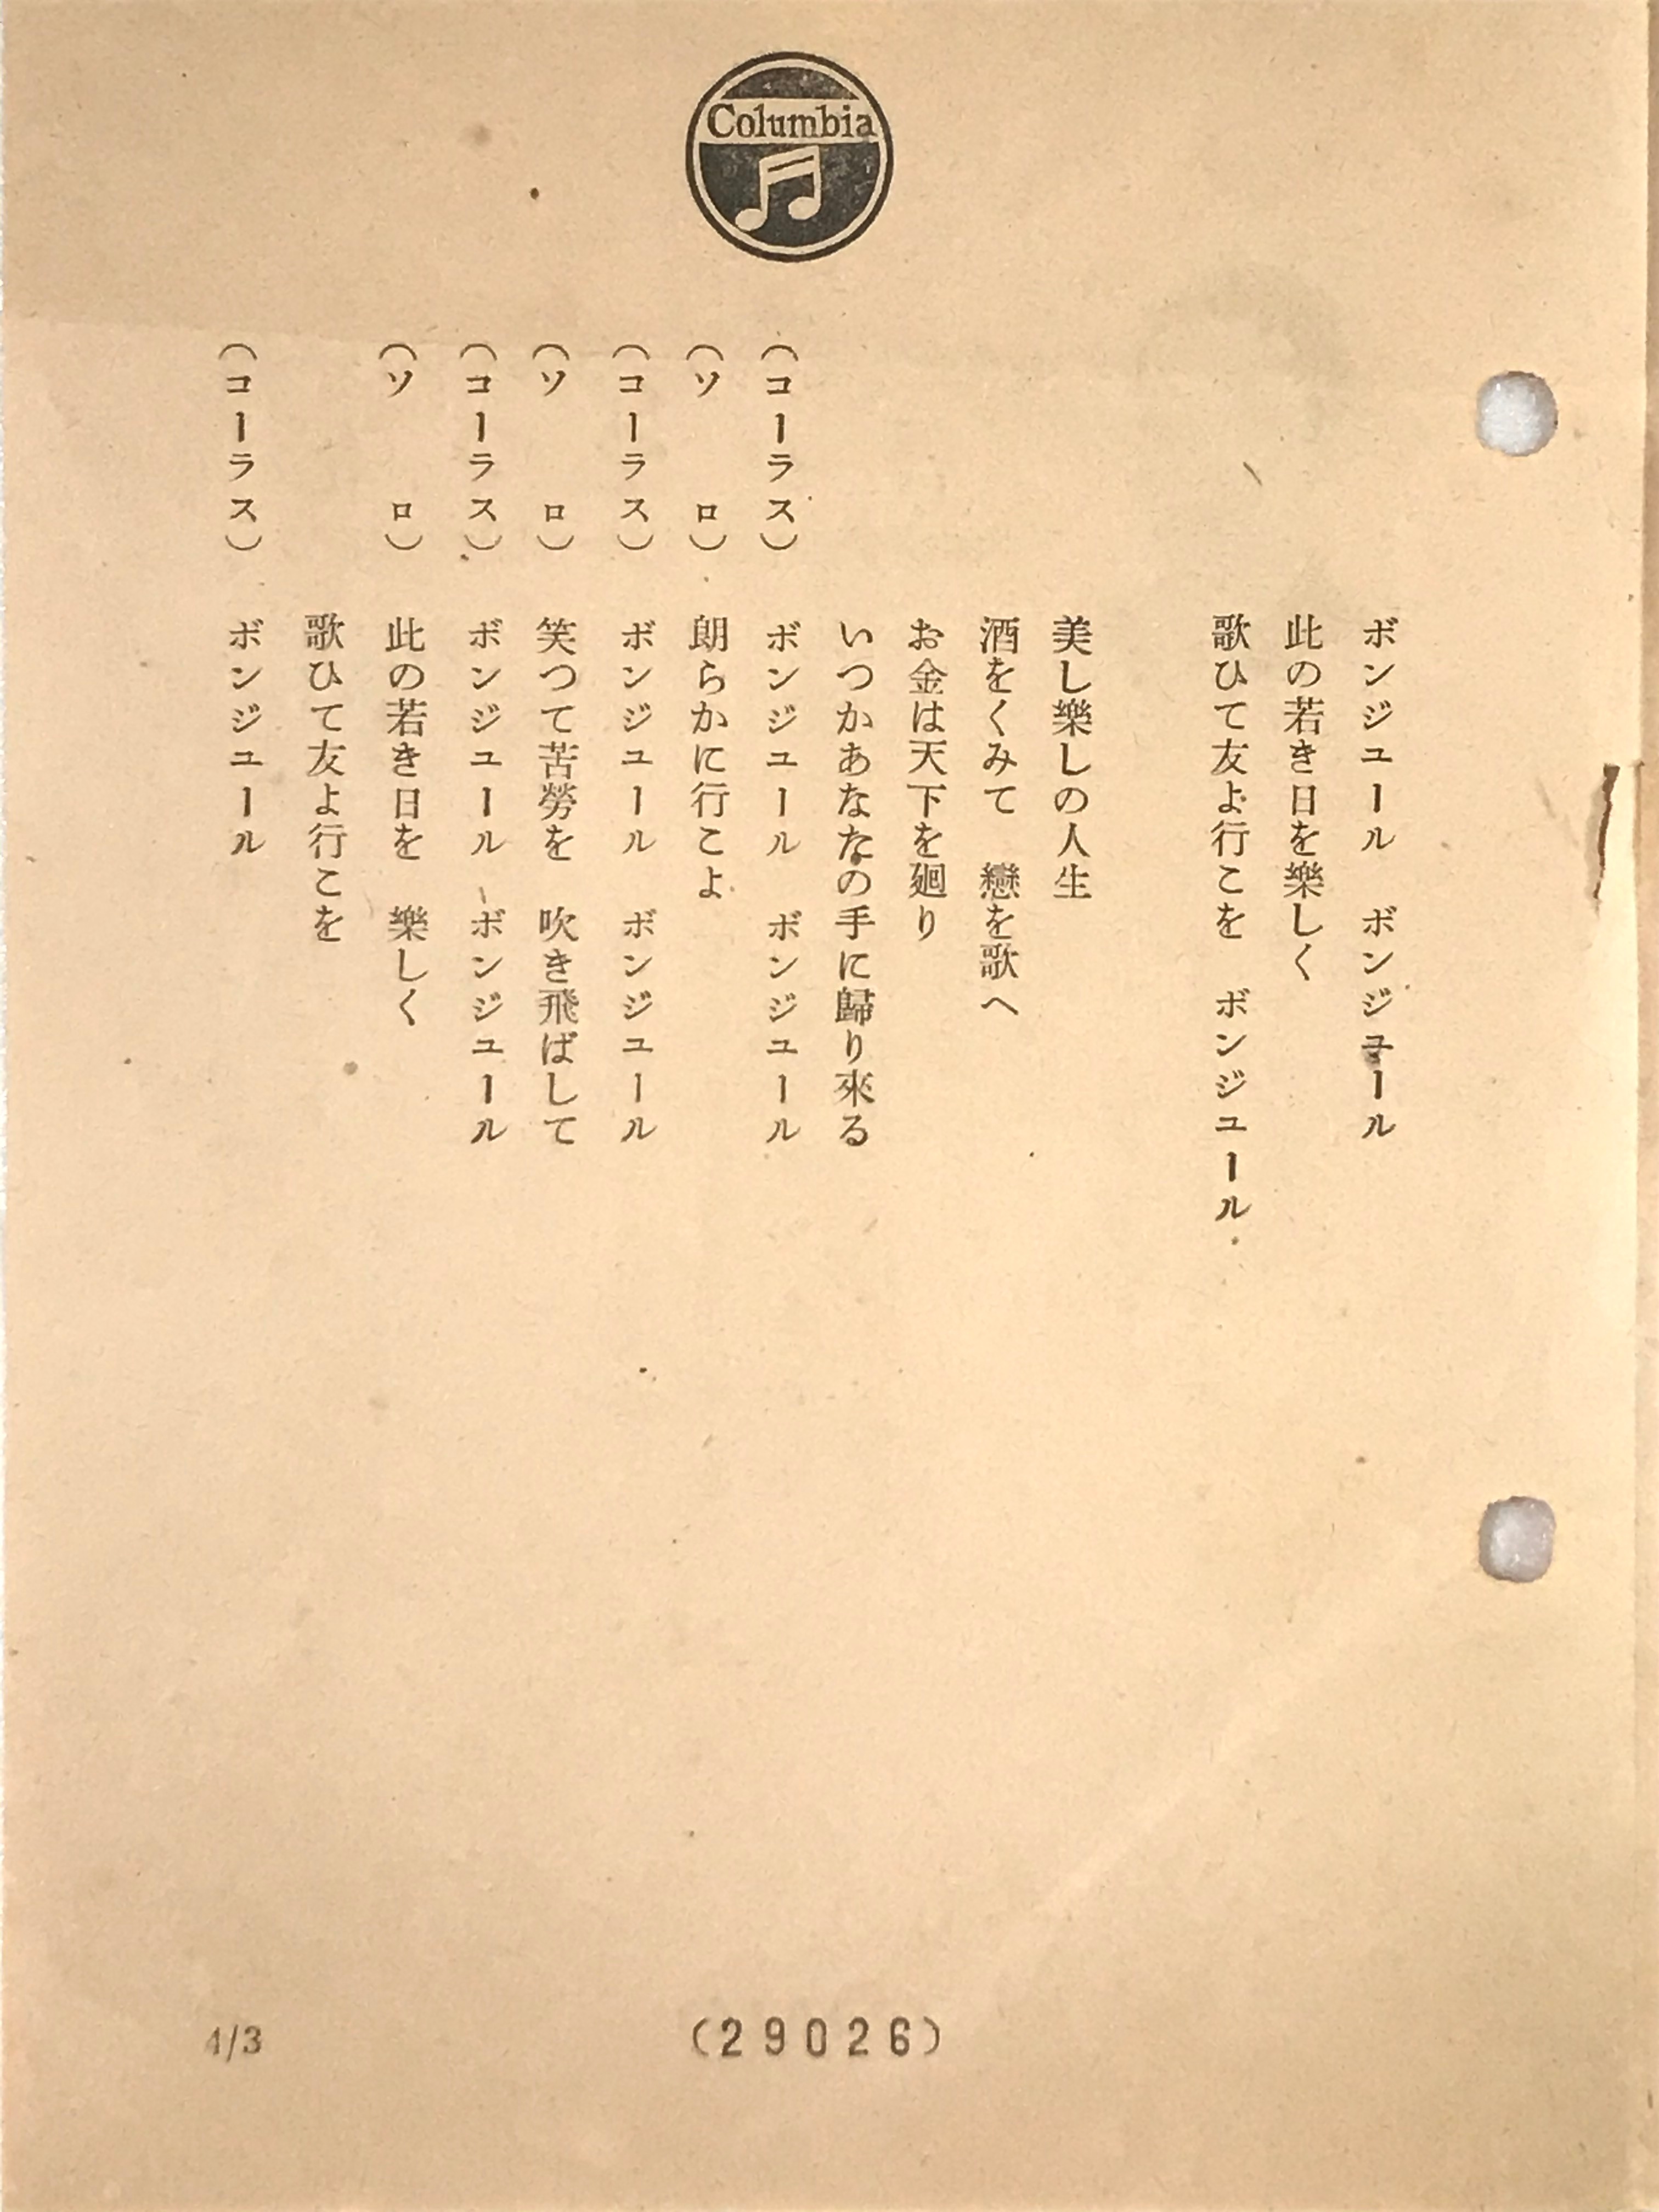 Columbia
ボンジユール　ボンジユール
此の若き日を樂しく
歌ひて友よ行こを　ボンジユール
美し樂しの人生
酒をくみて　戀を歌へ
お金は天下を廻り
いつかあなたの手に歸り來る
（コーラス）　ボンジユール　ボンジユール
（ソ　　ロ）　朗らかに行こよ
（コーラス）　ボンジユール　ボンジユール
（ソ　　ロ）　笑つて苦勞を　吹き飛ばして
（コーラス）　ボンジユール　ボンジユール
（ソ　　ロ）　此の若き日を　樂しく
歌ひて友よ行こを
（コーラス）　ボンジユール
(29026)
4/3